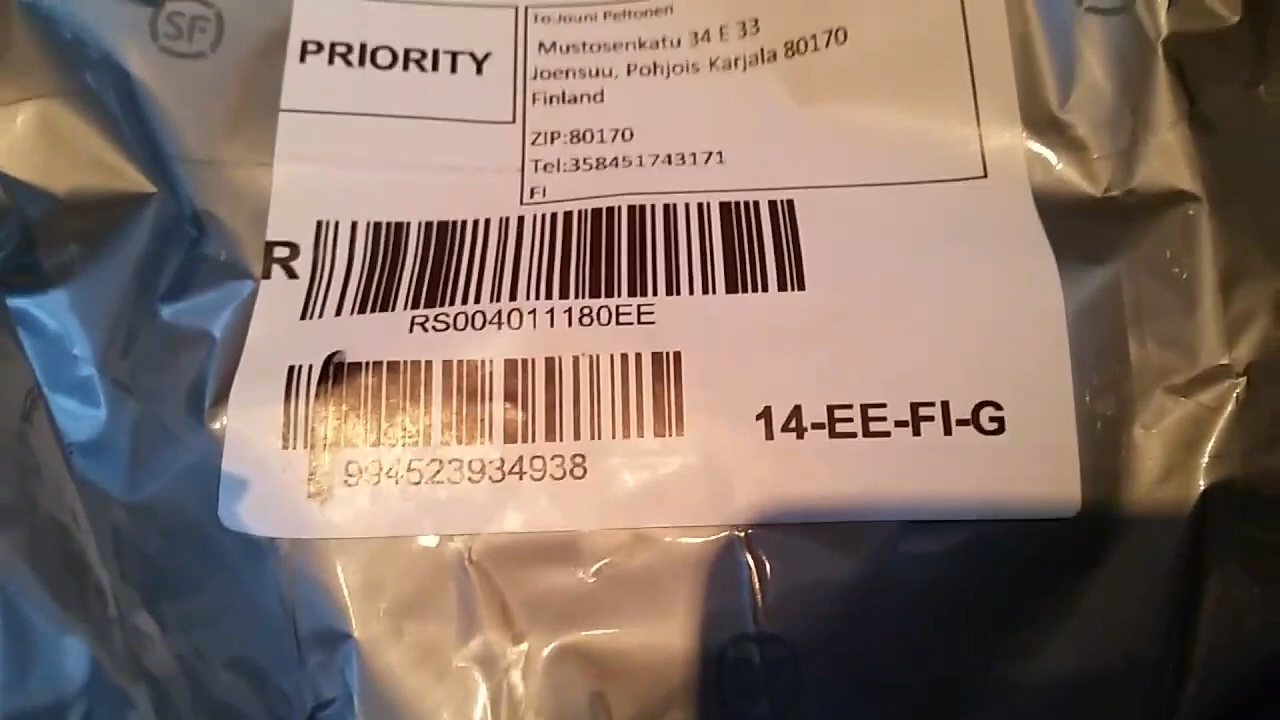 SF
PRIORITY
To:Jouni Peltonen
Mustosenkatu 34 E 33
Joensuu, Pohjois Karjala 80170
Finland
ZIP:80170
Tel:358451743171
FI
R
RS004011180EE
994523934938
14-EE-FI-G